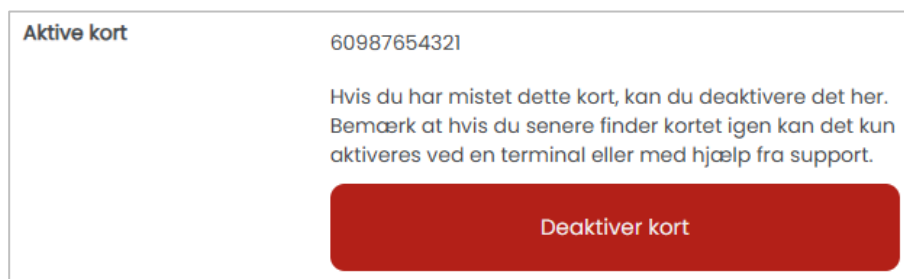 Aktive kort
60987654321
Hvis du har mistet dette kort, kan du deaktivere det her.
Bemærk at hvis du senere finder kortet igen kan det kun
aktiveres ved en terminal eller med hjælp fra support.
Deaktiver kort